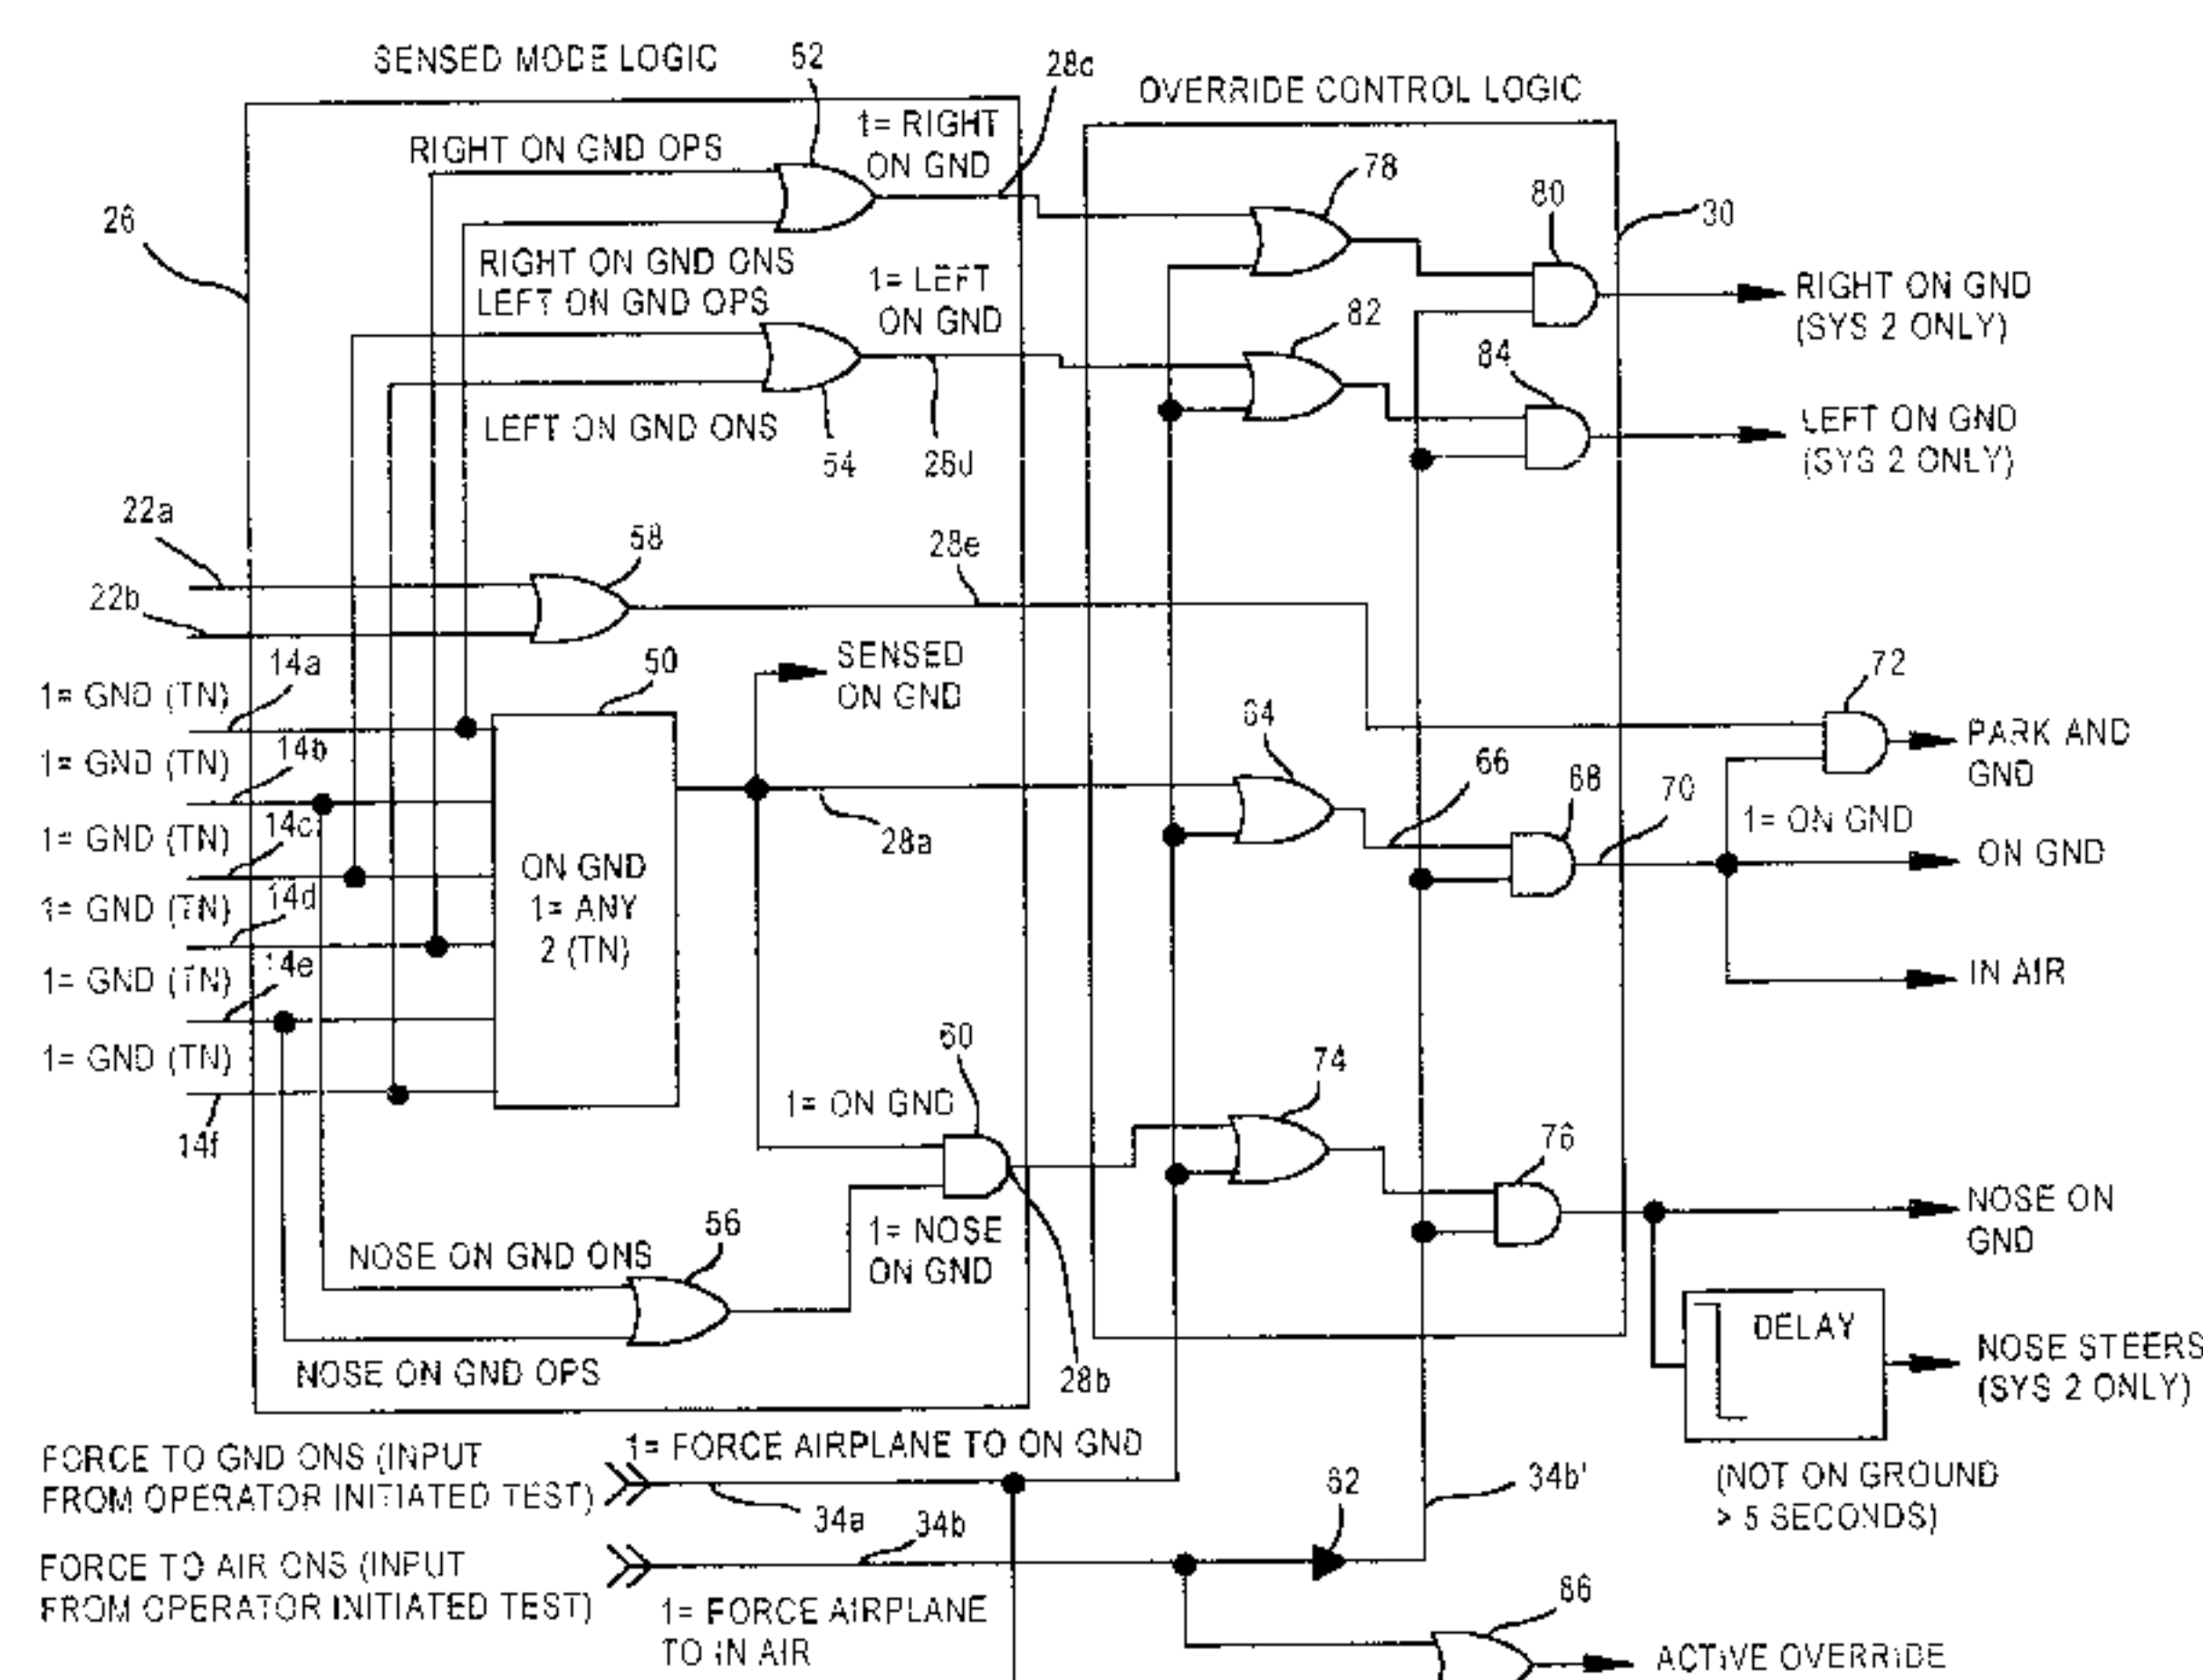 SENSED MODE LOGIC
52
28c
OVERRIDE CONTROL LOGIC
1= RIGHT
ON GND
RIGHT ON GND OPS
78
80
30
26
RIGHT ON GND ONS
LEFT ON GND OPS
1= LEFT
ON GND
82
RIGHT ON GND
(SYS 2 ONLY)
84
LEFT ON GND ONS
54
28d
LEFT ON GND
(SYS 2 ONLY)
22a
58
28e
22b
SENSED
ON GND
50
14a
1= GND (TN)
72
64
14b
1= GND (TN)
66
68
70
PARK AND
GND
14c
1= GND (TN)
28a
1= ON GND
ON GND
1= ANY
2 (TN)
ON GND
14d
1= GND (TN)
14e
1= GND (TN)
IN AIR
60
1= GND (TN)
74
1= ON GND
14f
76
56
1= NOSE
ON GND
NOSE ON
GND
NOSE ON GND ONS
DELAY
NOSE ON GND OPS
28b
NOSE STEERS
(SYS 2 ONLY)
1= FORCE AIRPLANE TO ON GND
FORCE TO GND ONS (INPUT
FROM OPERATOR INITIATED TEST)
62
34b'
(NOT ON GROUND
> 5 SECONDS)
34a
34b
FORCE TO AIR ONS (INPUT
FROM OPERATOR INITIATED TEST)
1= FORCE AIRPLANE
TO IN AIR
86
ACTIVE OVERRIDE